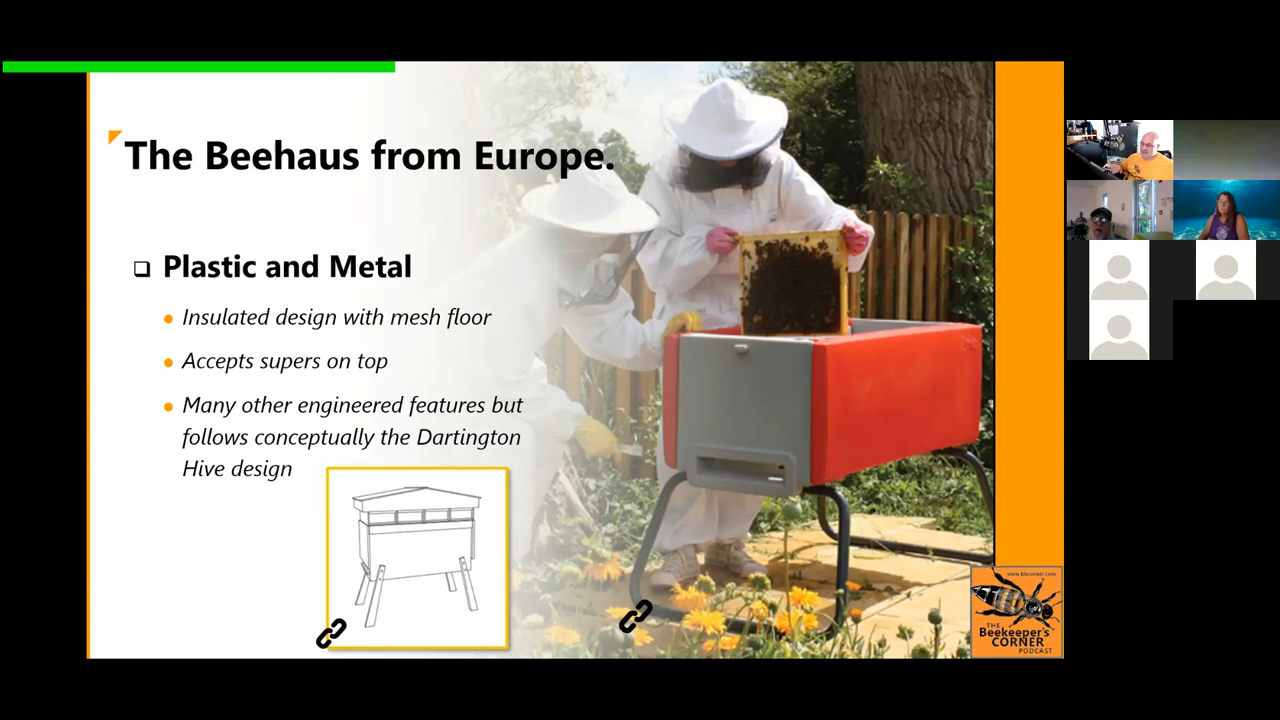 The Beehaus from Europe.
Plastic and Metal
Insulated design with mesh floor
Accepts supers on top
Many other engineered features but
follows conceptually the Dartington
Hive design
www.bkcorner.com
THE
Beekeeper's
CORNER
PODCAST